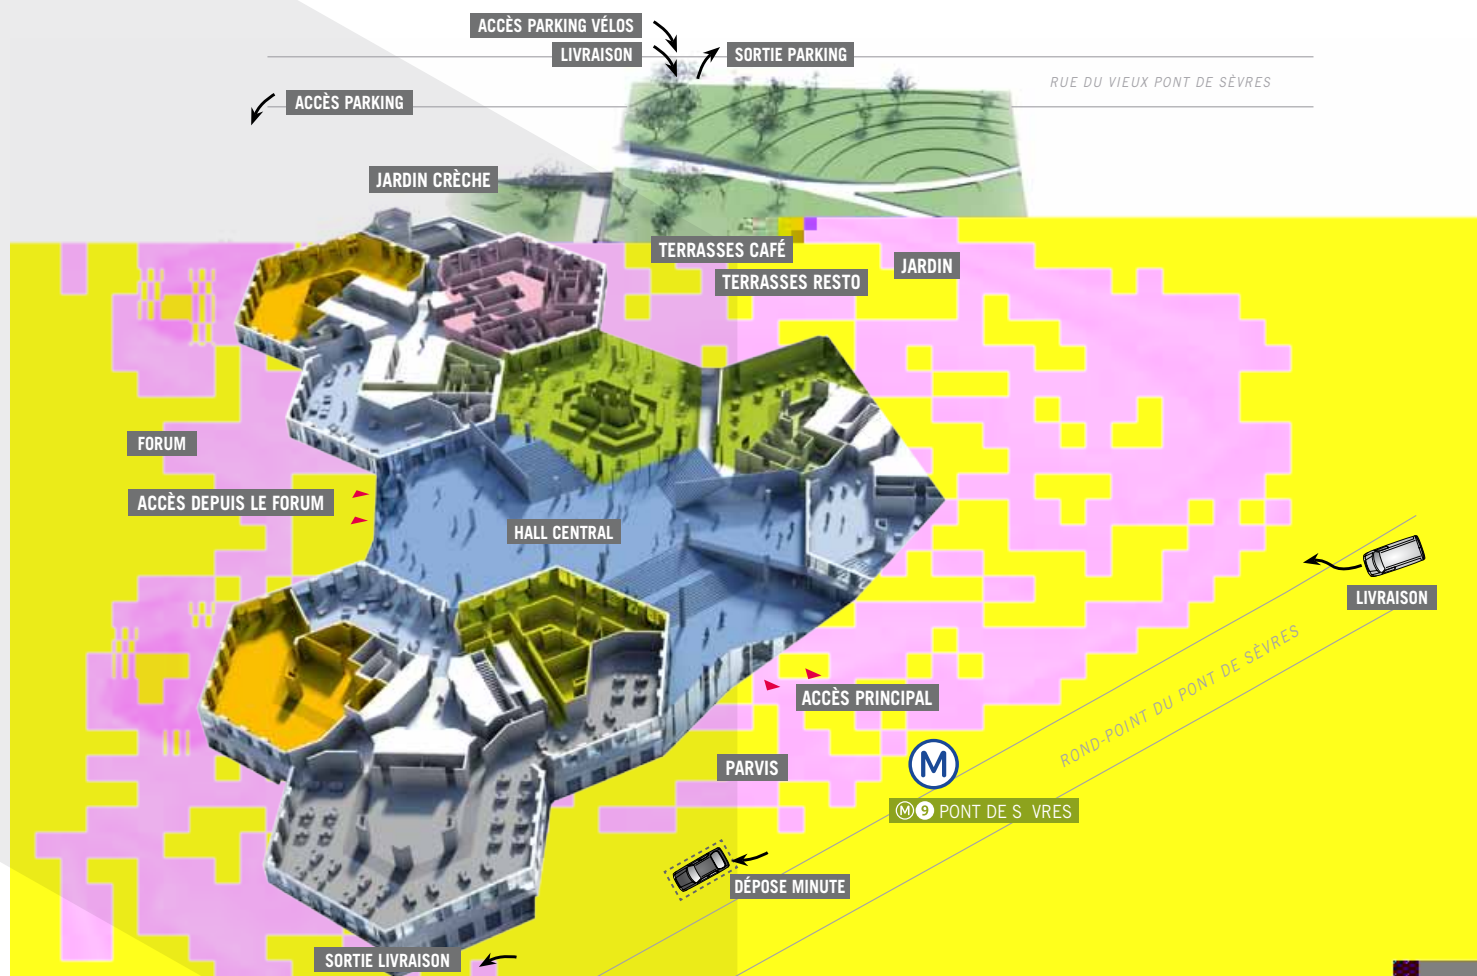 ACCÈS PARKING VÉLOS
LIVRAISON
SORTIE PARKING
RUE DU VIEUX PONT DE SÈVRES
ACCÈS PARKING
JARDIN CRÈCHE
TERRASSES CAFÉ
JARDIN
TERRASSES RESTO
FORUM
ACCÈS DEPUIS LE FORUM
HALL CENTRAL
LIVRAISON
ROND-POINT DU PONT DE SÈVRES
ACCÈS PRINCIPAL
PARVIS
M
M 9 PONT DE S VRES
DÉPOSE MINUTE
SORTIE LIVRAISON